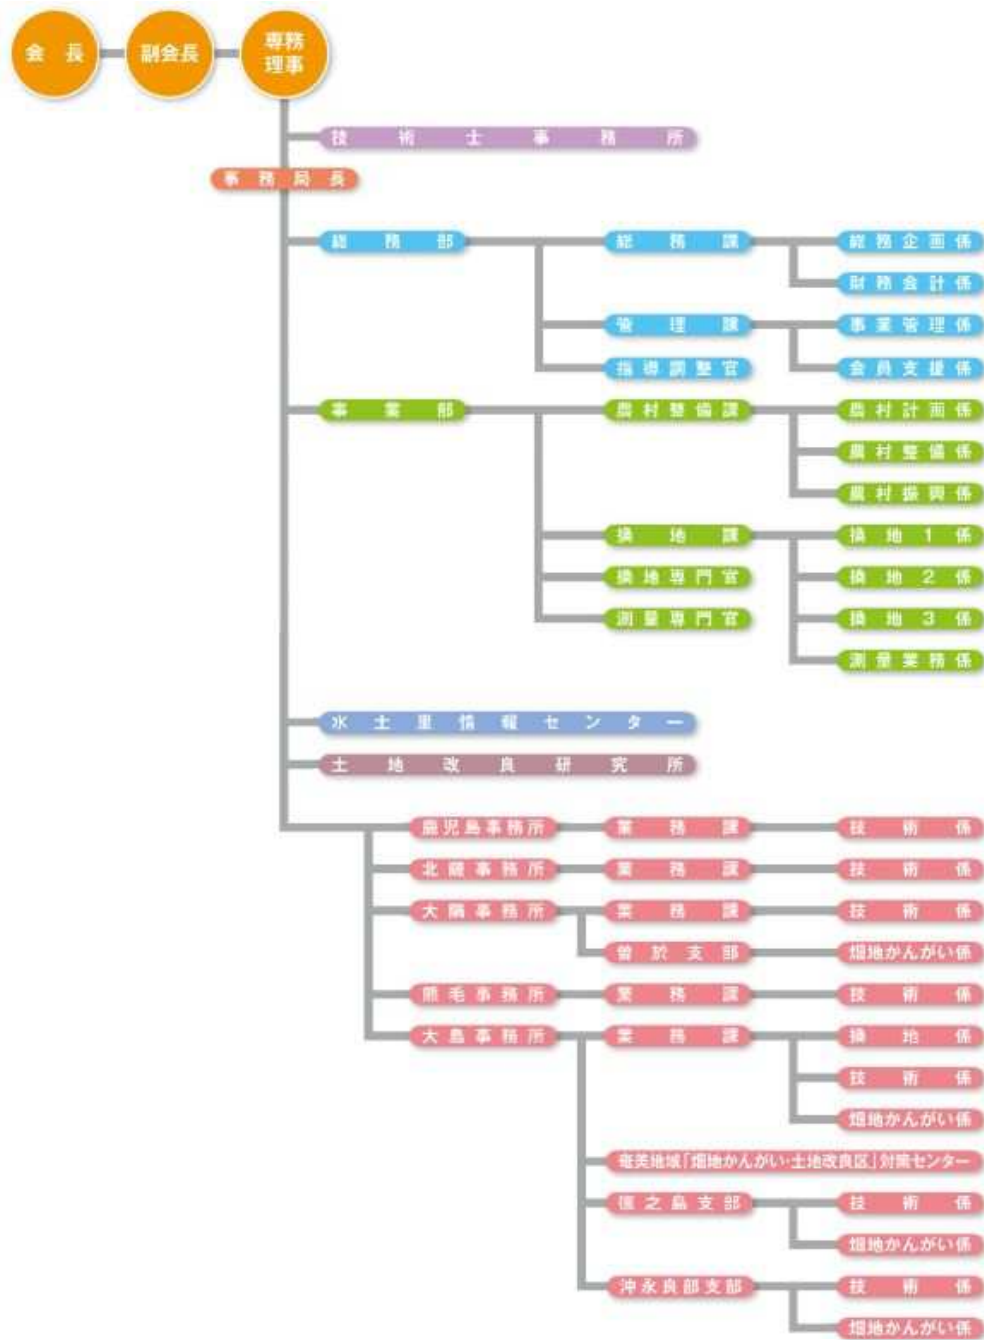 会長 副会長 専務理事
技術士事務所
事務局長
総務部 総務課 総務企画係
財務会計係
管理課 事業管理係
指導調整官 会員支援係
事業部 農村整備課 農村計画係
農村整備係
農村振興係
換地課 換地1係
換地専門官 換地2係
測量専門官 換地3係
測量業務係
水土里情報センター
土地改良研究所
鹿児島事務所 業務課 技術係
北薩事務所 業務課 技術係
大隅事務所 業務課 技術係
曽於支部 畑地かんがい係
熊毛事務所 業務課 技術係
大島事務所 業務課 換地係
技術係
畑地かんがい係
奄美地域「畑地かんがい・土地改良区」対策センター
徳之島支部 技術係
畑地かんがい係
沖永良部支部 技術係
畑地かんがい係